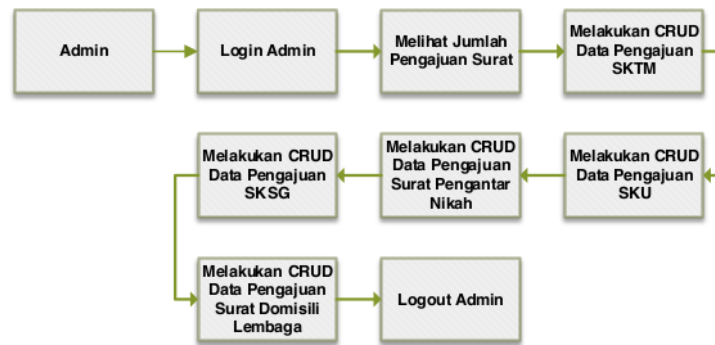 Admin
Login Admin
Melihat Jumlah
Pengajuan Surat
Melakukan CRUD
Data Pengajuan
SKTM
Melakukan CRUD
Data Pengajuan
SKU
Melakukan CRUD
Data Pengajuan
Surat Pengantar
Nikah
Melakukan CRUD
Data Pengajuan
SKSG
Melakukan CRUD
Data Pengajuan
Surat Domisili
Lembaga
Logout Admin